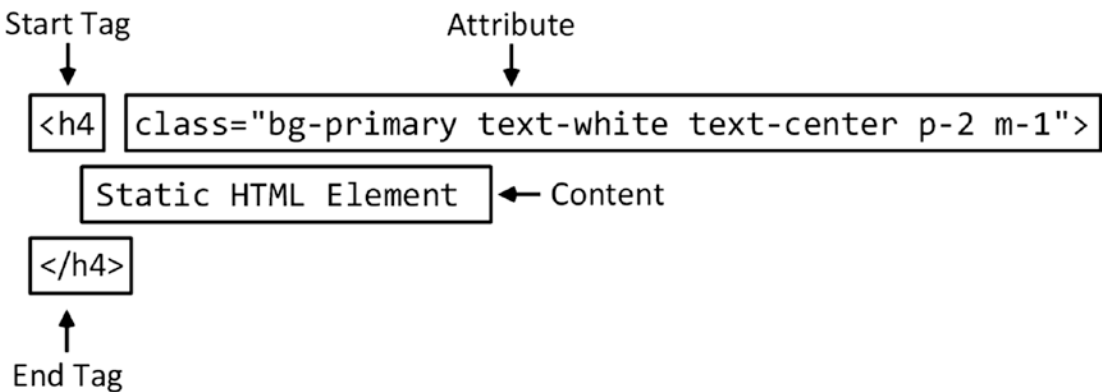 Start Tag
Attribute
<h4 class="bg-primary text-white text-center p-2 m-1">
Static HTML Element
Content
</h4>
End Tag